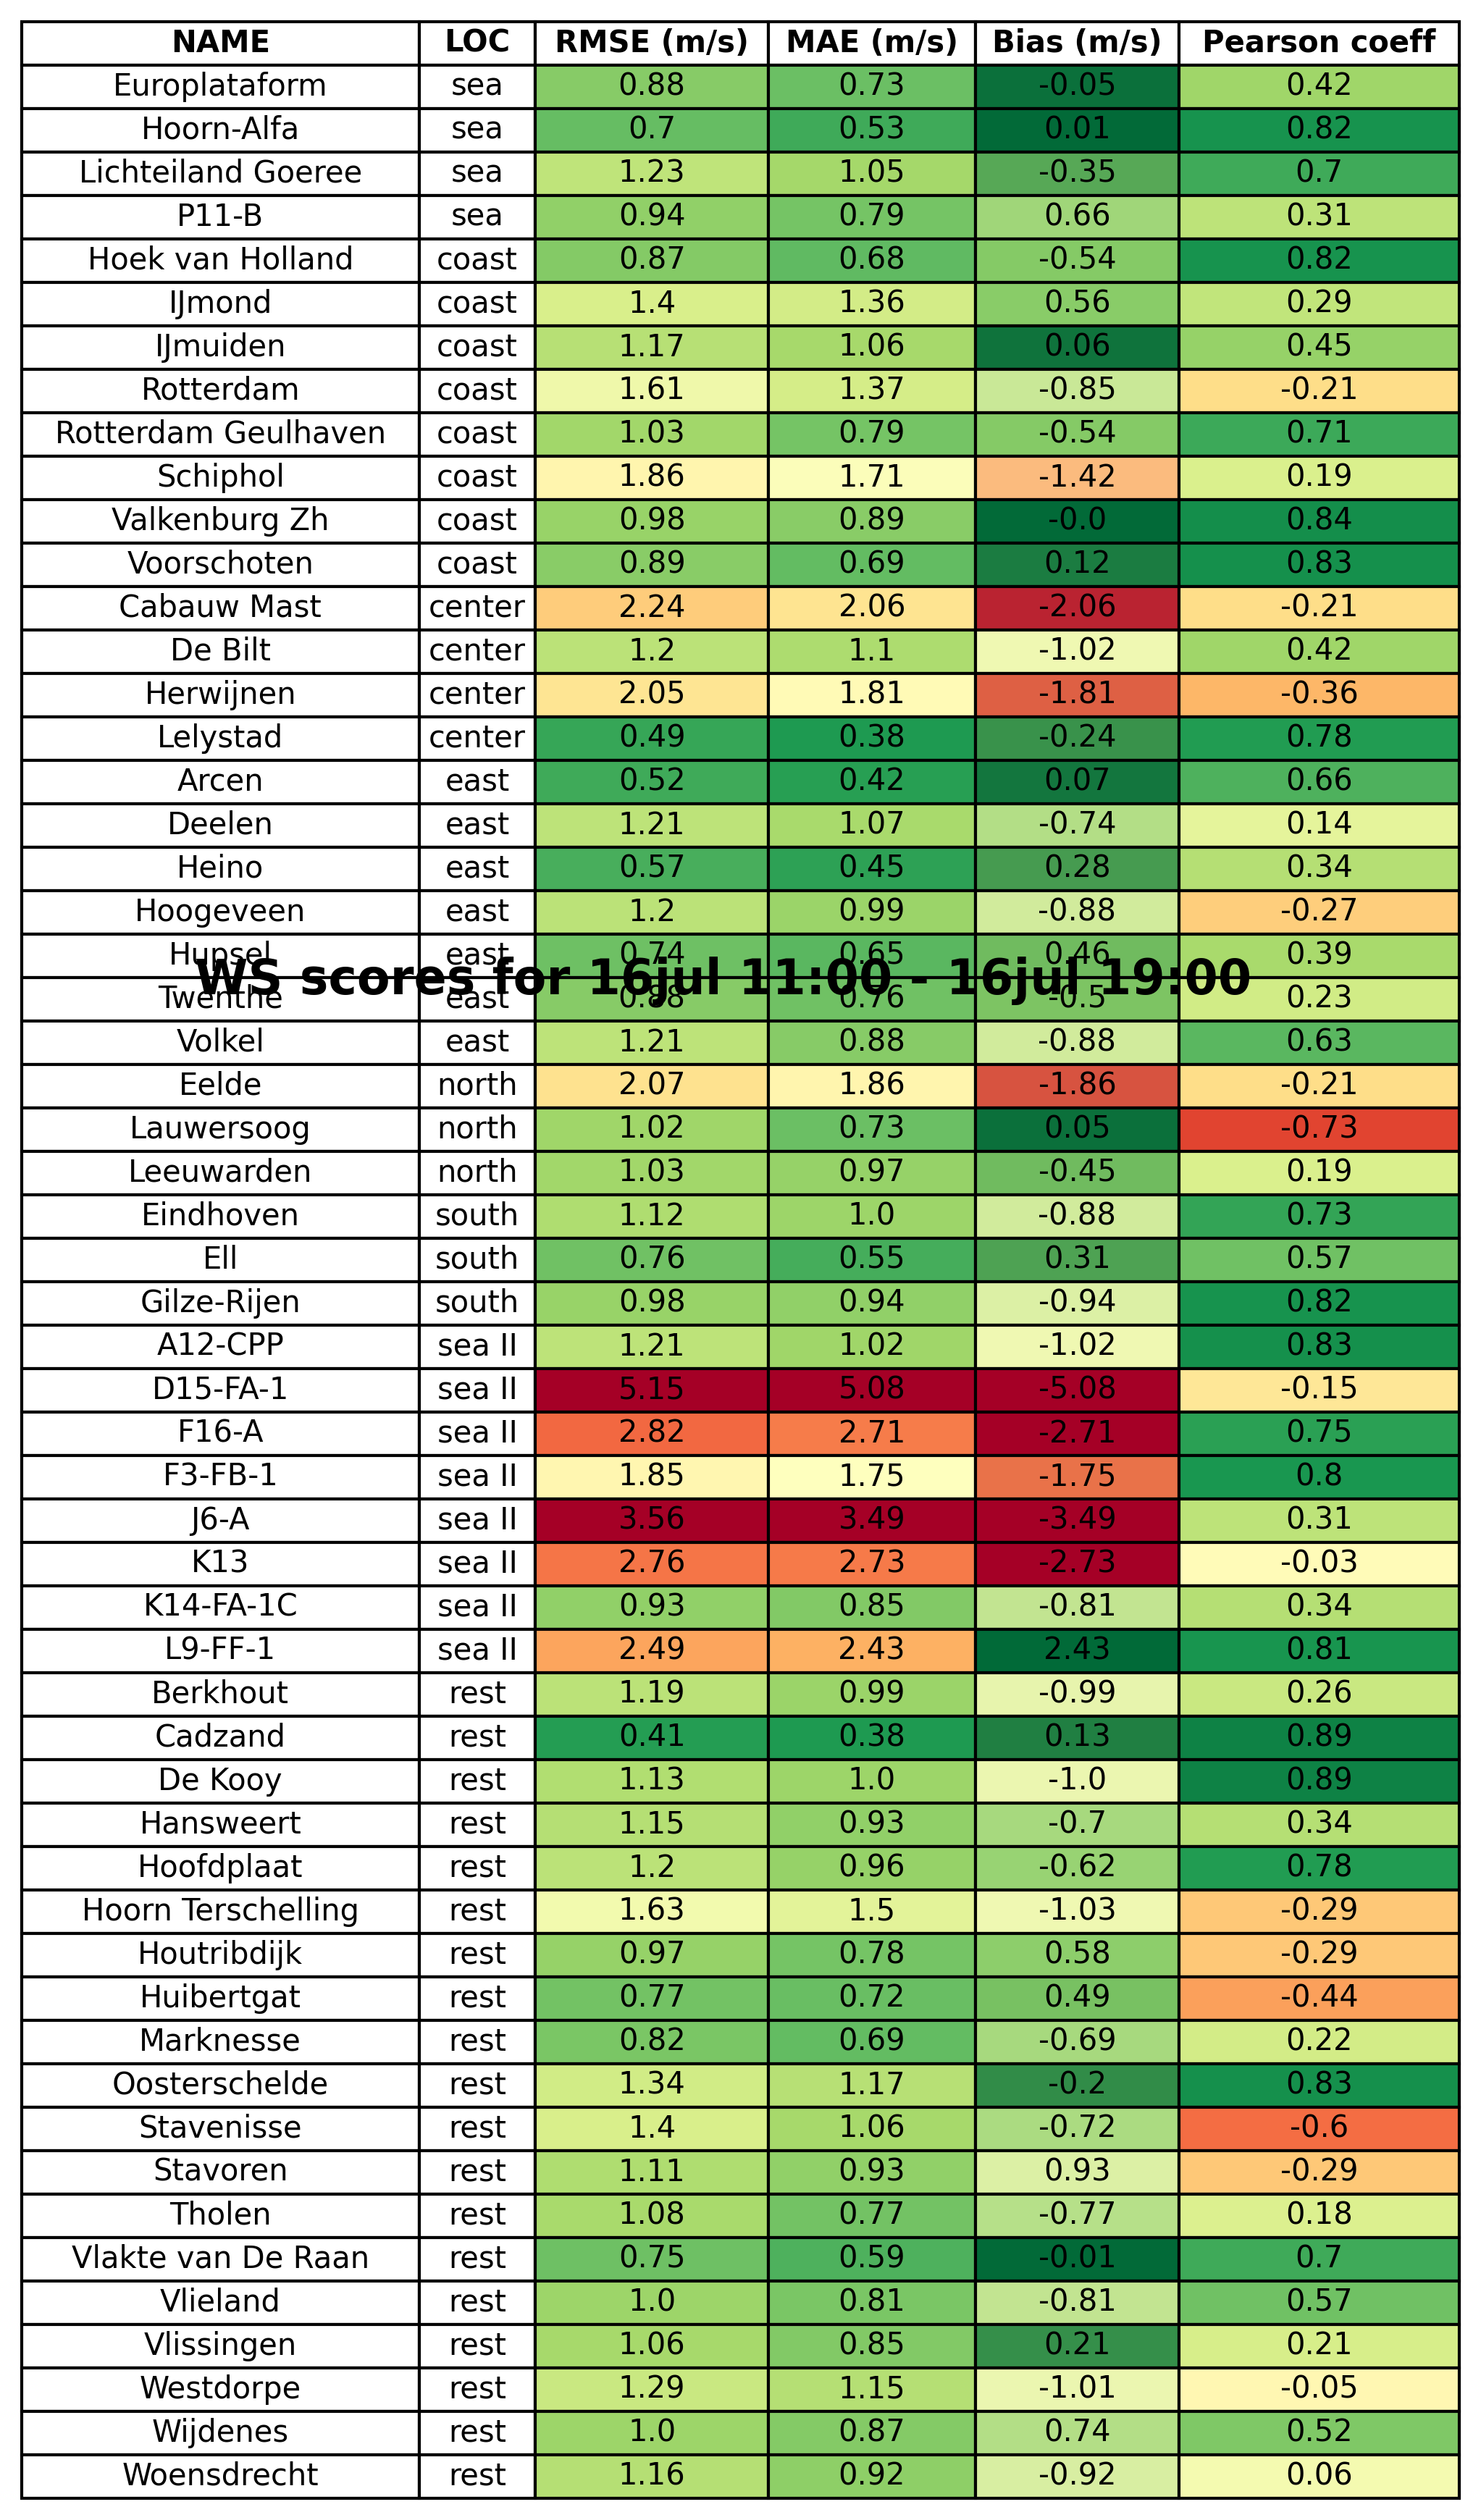 NAME LOC RMSE (m/s) MAE (m/s) Bias (m/s) Pearson coeff
Europlataform sea 0.88 0.73 -0.05 0.42
Hoorn-Alfa sea 0.7 0.53 0.01 0.82
Lichteiland Goeree sea 1.23 1.05 -0.35 0.7
P11-B sea 0.94 0.79 0.66 0.31
Hoek van Holland coast 0.87 0.68 -0.54 0.82
IJmond coast 1.4 1.36 0.56 0.29
IJmuiden coast 1.17 1.06 0.06 0.45
Rotterdam coast 1.61 1.37 -0.85 -0.21
Rotterdam Geulhaven coast 1.03 0.79 -0.54 0.71
Schiphol coast 1.86 1.71 -1.42 0.19
Valkenburg Zh coast 0.98 0.89 -0.0 0.84
Voorschoten coast 0.89 0.69 0.12 0.83
Cabauw Mast center 2.24 2.06 -2.06 -0.21
De Bilt center 1.2 1.1 -1.02 0.42
Herwijnen center 2.05 1.81 -1.81 -0.36
Lelystad center 0.49 0.38 -0.24 0.78
Arcen east 0.52 0.42 0.07 0.66
Deelen east 1.21 1.07 -0.74 0.14
Heino east 0.57 0.45 0.28 0.34
Hoogeveen east 1.2 0.99 -0.88 -0.27
Hupsel east 0.74 0.65 0.46 0.39
WS scores for 16jul 11:00 - 16jul 19:00
Twenthe east 0.88 0.76 -0.5 0.23
Volkel east 1.21 0.88 -0.88 0.63
Eelde north 2.07 1.86 -1.86 -0.21
Lauwersoog north 1.02 0.73 0.05 -0.73
Leeuwarden north 1.03 0.97 -0.45 0.19
Eindhoven south 1.12 1.0 -0.88 0.73
Ell south 0.76 0.55 0.31 0.57
Gilze-Rijen south 0.98 0.94 -0.94 0.82
A12-CPP sea II 1.21 1.02 -1.02 0.83
D15-FA-1 sea II 5.15 5.08 -5.08 -0.15
F16-A sea II 2.82 2.71 -2.71 0.75
F3-FB-1 sea II 1.85 1.75 -1.75 0.8
J6-A sea II 3.56 3.49 -3.49 0.31
K13 sea II 2.76 2.73 -2.73 -0.03
K14-FA-1C sea II 0.93 0.85 -0.81 0.34
L9-FF-1 sea II 2.49 2.43 2.43 0.81
Berkhout rest 1.19 0.99 -0.99 0.26
Cadzand rest 0.41 0.38 0.13 0.89
De Kooy rest 1.13 1.0 -1.0 0.89
Hansweert rest 1.15 0.93 -0.7 0.34
Hoofdplaat rest 1.2 0.96 -0.62 0.78
Hoorn Terschelling rest 1.63 1.5 -1.03 -0.29
Houtribdijk rest 0.97 0.78 0.58 -0.29
Huibertgat rest 0.77 0.72 0.49 -0.44
Marknesse rest 0.82 0.69 -0.69 0.22
Oosterschelde rest 1.34 1.17 -0.2 0.83
Stavenisse rest 1.4 1.06 -0.72 -0.6
Stavoren rest 1.11 0.93 0.93 -0.29
Tholen rest 1.08 0.77 -0.77 0.18
Vlakte van De Raan rest 0.75 0.59 -0.01 0.7
Vlieland rest 1.0 0.81 -0.81 0.57
Vlissingen rest 1.06 0.85 0.21 0.21
Westdorpe rest 1.29 1.15 -1.01 -0.05
Wijdenes rest 1.0 0.87 0.74 0.52
Woensdrecht rest 1.16 0.92 -0.92 0.06